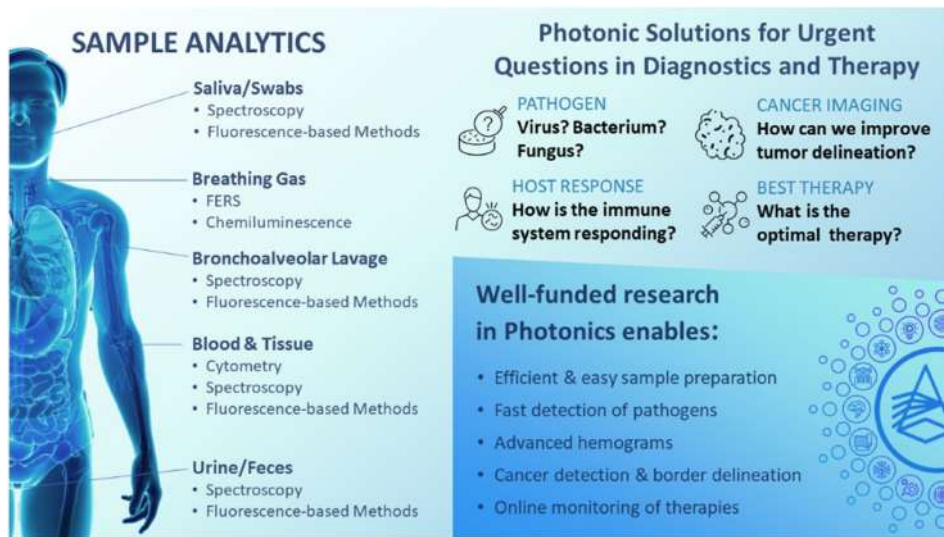 SAMPLE ANALYTICS
Saliva/Swabs
• Spectroscopy
• Fluorescence-based Methods
Breathing Gas
• FERS
• Chemiluminescence
Bronchoalveolar Lavage
• Spectroscopy
• Fluorescence-based Methods
Blood & Tissue
• Cytometry
• Spectroscopy
• Fluorescence-based Methods
Urine/Feces
• Spectroscopy
• Fluorescence-based Methods
Photonic Solutions for Urgent
Questions in Diagnostics and Therapy
PATHOGEN
Virus? Bacterium?
Fungus?
CANCER IMAGING
How can we improve
tumor delineation?
HOST RESPONSE
How is the immune
system responding?
BEST THERAPY
What is the
optimal therapy?
Well-funded research
in Photonics enables:
• Efficient & easy sample preparation
• Fast detection of pathogens
• Advanced hemograms
• Cancer detection & border delineation
• Online monitoring of therapies